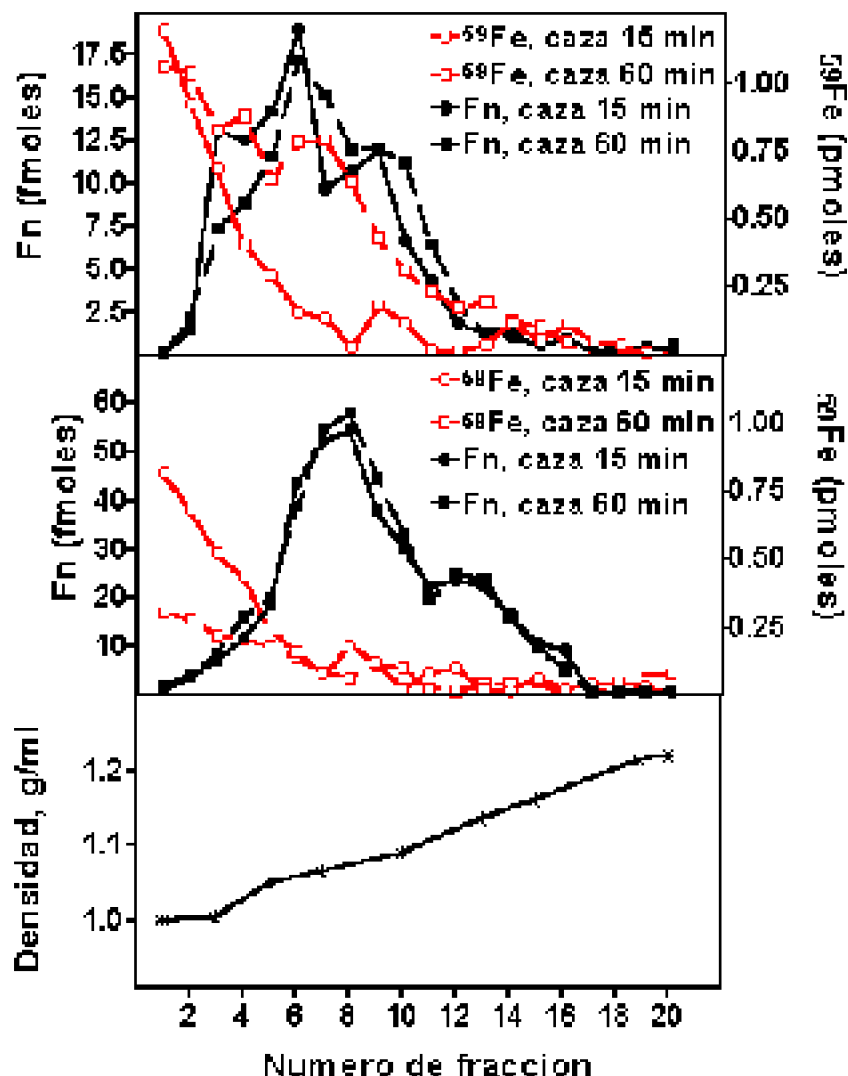 ⁵⁹Fe, caza 15 min
⁵⁹Fe, caza 60 min
Fn, caza 15 min
Fn, caza 60 min
17.5
15.0
12.5
10.0
7.5
5.0
2.5
Fn (fmoles)
1.00
0.75
0.50
0.25
⁵⁹Fe (pmoles)
⁵⁹Fe, caza 15 min
⁵⁹Fe, caza 60 min
Fn, caza 15 min
Fn, caza 60 min
60
50
40
30
20
10
Fn (fmoles)
1.00
0.75
0.50
0.25
⁵⁹Fe (pmoles)
1.2
1.10
1.0
Densidad, g/ml
2 4 6 8 10 12 14 16 18 20
Numero de fraccion